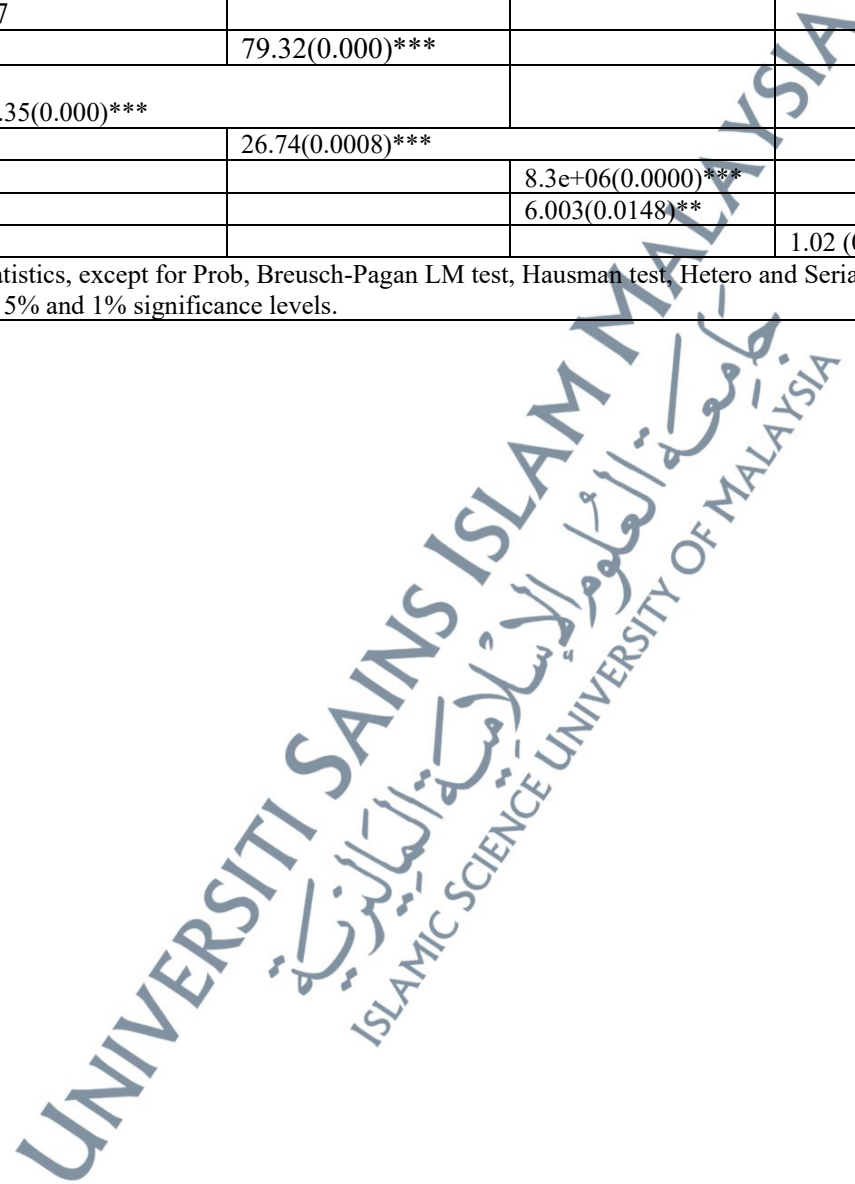 7
79.32(0.000)***
.35(0.000)***
26.74(0.0008)***
8.3e+06(0.0000)***
6.003(0.0148)**
1.02 (
tistics, except for Prob, Breusch-Pagan LM test, Hausman test, Hetero and Seria
5% and 1% significance levels.
UNIVERSITI SAINS ISLAM MALAYSIA
جامعة العلوم الإسلامية الماليزية
ISLAMIC SCIENCE UNIVERSITY OF MALAYSIA